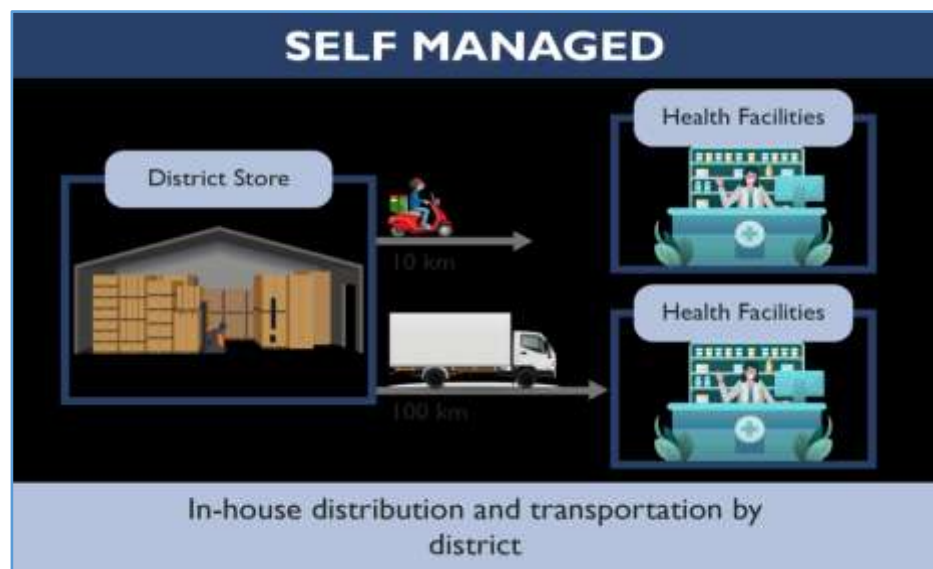 SELF MANAGED
Health Facilities
District Store
10 km
Health Facilities
100 km
In-house distribution and transportation by
district